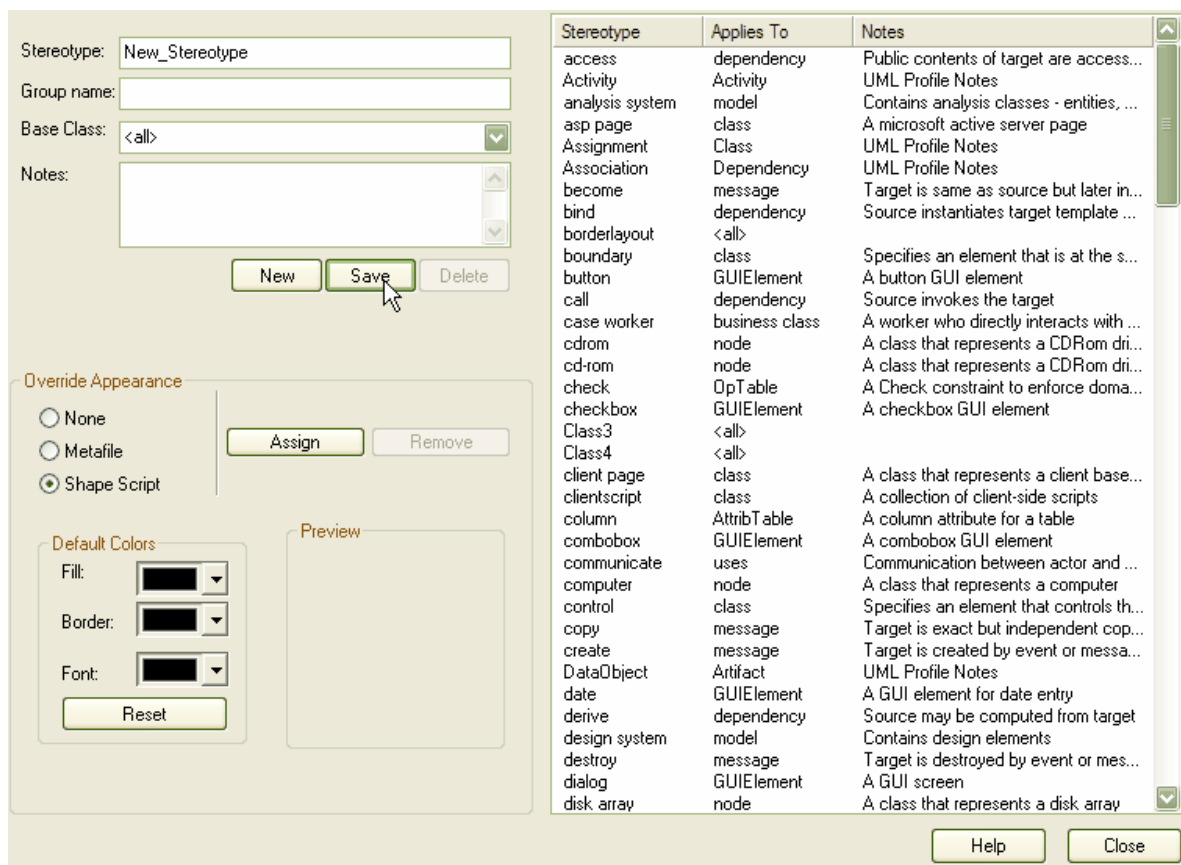 Stereotype: New_Stereotype
Group name:
Base Class: <all>
Notes:
New Save Delete
Override Appearance
None
Metafile
Shape Script
Assign Remove
Default Colors
Fill:
Border:
Font:
Reset
Preview
Stereotype Applies To Notes
access dependency Public contents of target are access...
Activity Activity UML Profile Notes
analysis system model Contains analysis classes - entities, ...
asp page class A microsoft active server page
Assignment Class UML Profile Notes
Association Dependency UML Profile Notes
become message Target is same as source but later in...
bind dependency Source instantiates target template ...
borderlayout <all>
boundary class Specifies an element that is at the s...
button GUIElement A button GUI element
call dependency Source invokes the target
case worker business class A worker who directly interacts with ...
cdrom node A class that represents a CDRom dri...
cd-rom node A class that represents a CDRom dri...
check OpTable A Check constraint to enforce doma...
checkbox GUIElement A checkbox GUI element
Class3 <all>
Class4 <all>
client page class A class that represents a client base...
clientscript class A collection of client-side scripts
column AttribTable A column attribute for a table
combobox GUIElement A combobox GUI element
communicate uses Communication between actor and ...
computer node A class that represents a computer
control class Specifies an element that controls th...
copy message Target is exact but independent cop...
create message Target is created by event or messa...
DataObject Artifact UML Profile Notes
date GUIElement A GUI element for date entry
derive dependency Source may be computed from target
design system model Contains design elements
destroy message Target is destroyed by event or mes...
dialog GUIElement A GUI screen
disk array node A class that represents a disk array
Help Close